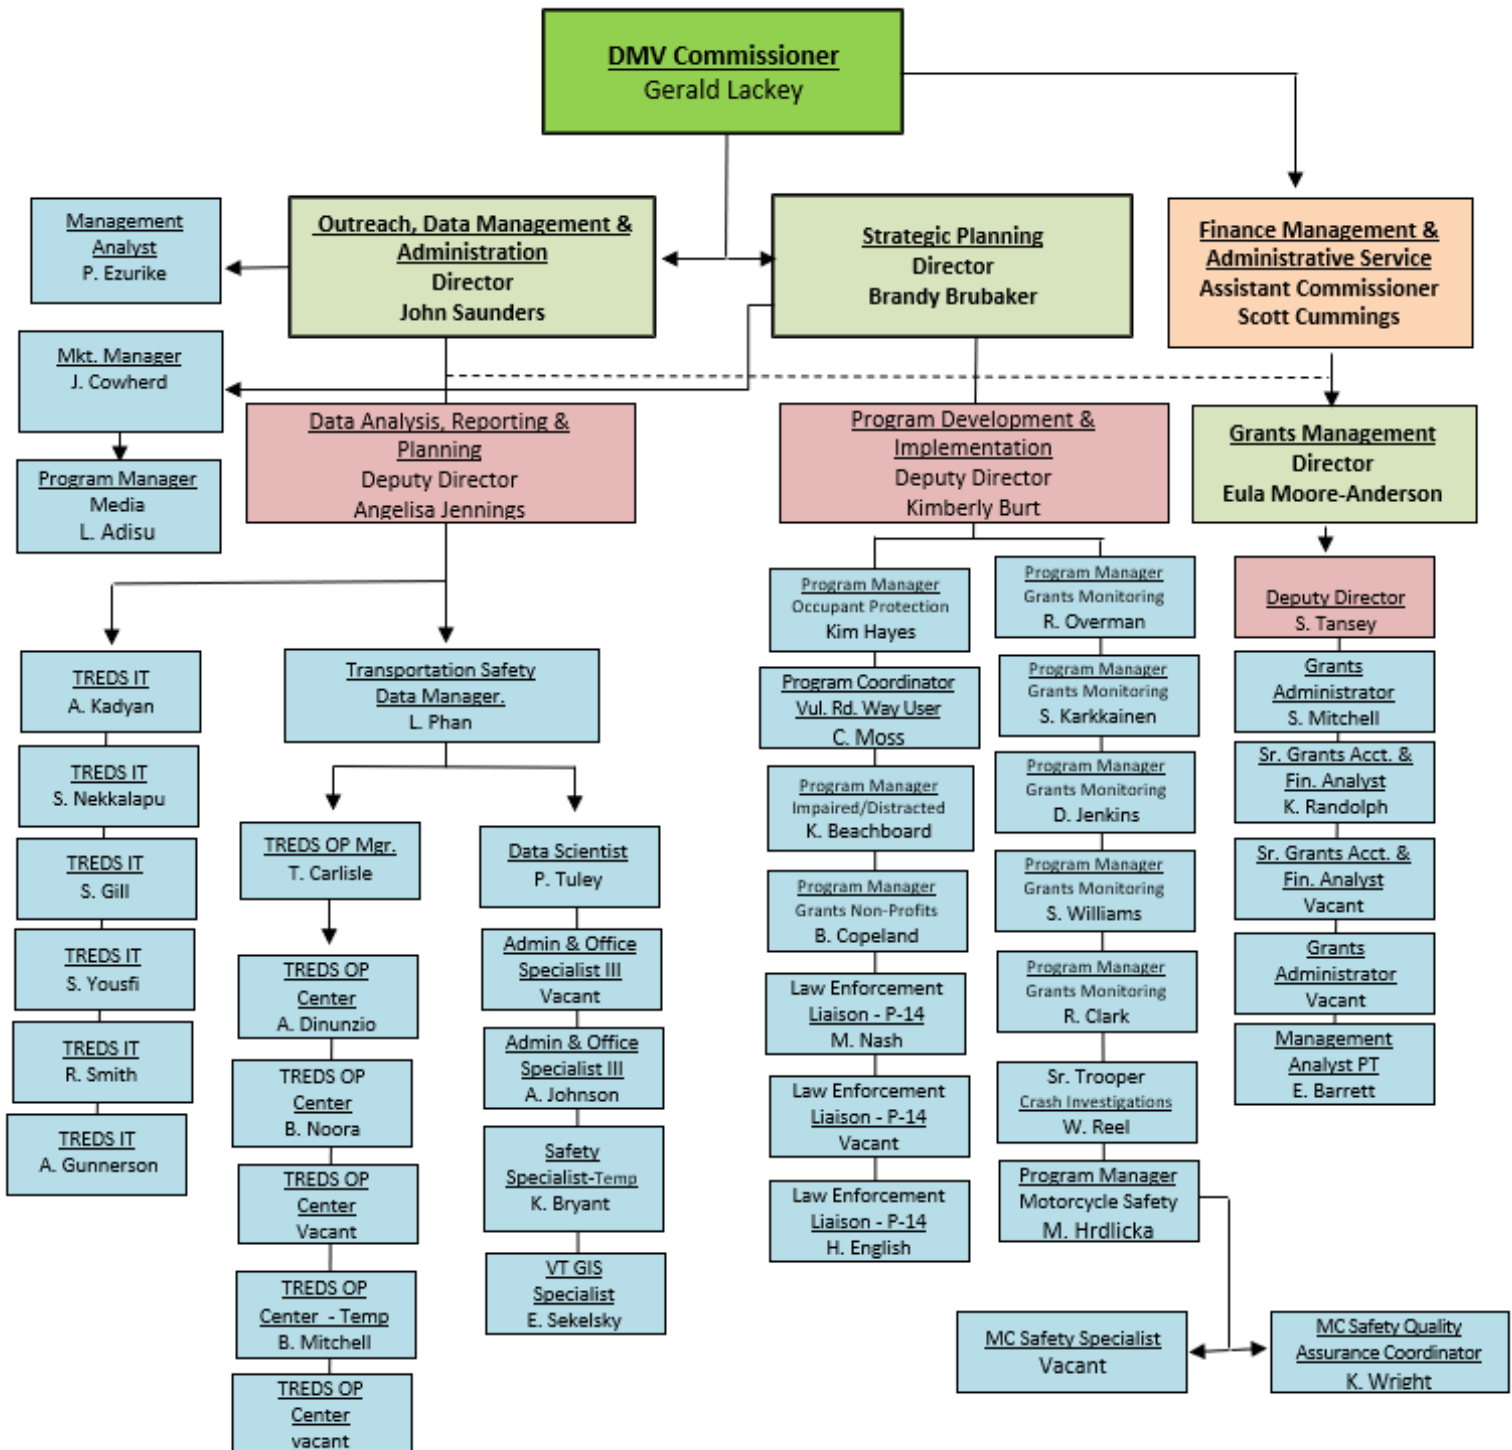 DMV Commissioner
Gerald Lackey
Management
Analyst
P. Ezurike
Outreach, Data Management &
Administration
Director
John Saunders
Strategic Planning
Director
Brandy Brubaker
Finance Management &
Administrative Service
Assistant Commissioner
Scott Cummings
Mkt. Manager
J. Cowherd
Program Manager
Media
L. Adisu
Data Analysis, Reporting &
Planning
Deputy Director
Angelisa Jennings
Program Development &
Implementation
Deputy Director
Kimberly Burt
Grants Management
Director
Eula Moore-Anderson
TREDS IT
A. Kadyan
TREDS IT
S. Nekkalapu
TREDS IT
S. Gill
TREDS IT
S. Yousfi
TREDS IT
R. Smith
TREDS IT
A. Gunnerson
Transportation Safety
Data Manager.
L. Phan
TREDS OP Mgr.
T. Carlisle
TREDS OP
Center
A. Dinunzio
TREDS OP
Center
B. Noora
TREDS OP
Center
Vacant
TREDS OP
Center - Temp
B. Mitchell
TREDS OP
Center
vacant
Data Scientist
P. Tuley
Admin & Office
Specialist III
Vacant
Admin & Office
Specialist III
A. Johnson
Safety
Specialist-Temp
K. Bryant
VT GIS
Specialist
E. Sekelsky
Program Manager
Occupant Protection
Kim Hayes
Program Coordinator
Vul. Rd. Way User
C. Moss
Program Manager
Impaired/Distracted
K. Beachboard
Program Manager
Grants Non-Profits
B. Copeland
Law Enforcement
Liaison - P-14
M. Nash
Law Enforcement
Liaison - P-14
Vacant
Law Enforcement
Liaison - P-14
H. English
Program Manager
Grants Monitoring
R. Overman
Program Manager
Grants Monitoring
S. Karkkainen
Program Manager
Grants Monitoring
D. Jenkins
Program Manager
Grants Monitoring
S. Williams
Program Manager
Grants Monitoring
R. Clark
Sr. Trooper
Crash Investigations
W. Reel
Program Manager
Motorcycle Safety
M. Hrdlicka
MC Safety Specialist
Vacant
MC Safety Quality
Assurance Coordinator
K. Wright
Deputy Director
S. Tansey
Grants
Administrator
S. Mitchell
Sr. Grants Acct. &
Fin. Analyst
K. Randolph
Sr. Grants Acct. &
Fin. Analyst
Vacant
Grants
Administrator
Vacant
Management
Analyst PT
E. Barrett